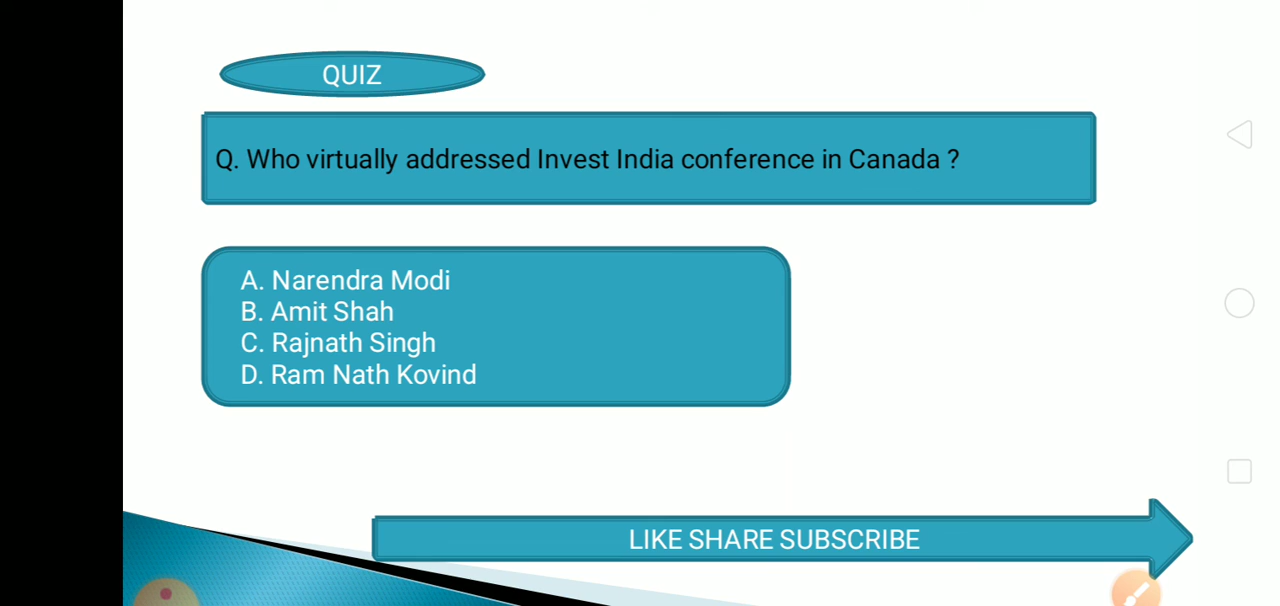 QUIZ
Q. Who virtually addressed Invest India conference in Canada ?
A. Narendra Modi
B. Amit Shah
C. Rajnath Singh
D. Ram Nath Kovind
LIKE SHARE SUBSCRIBE